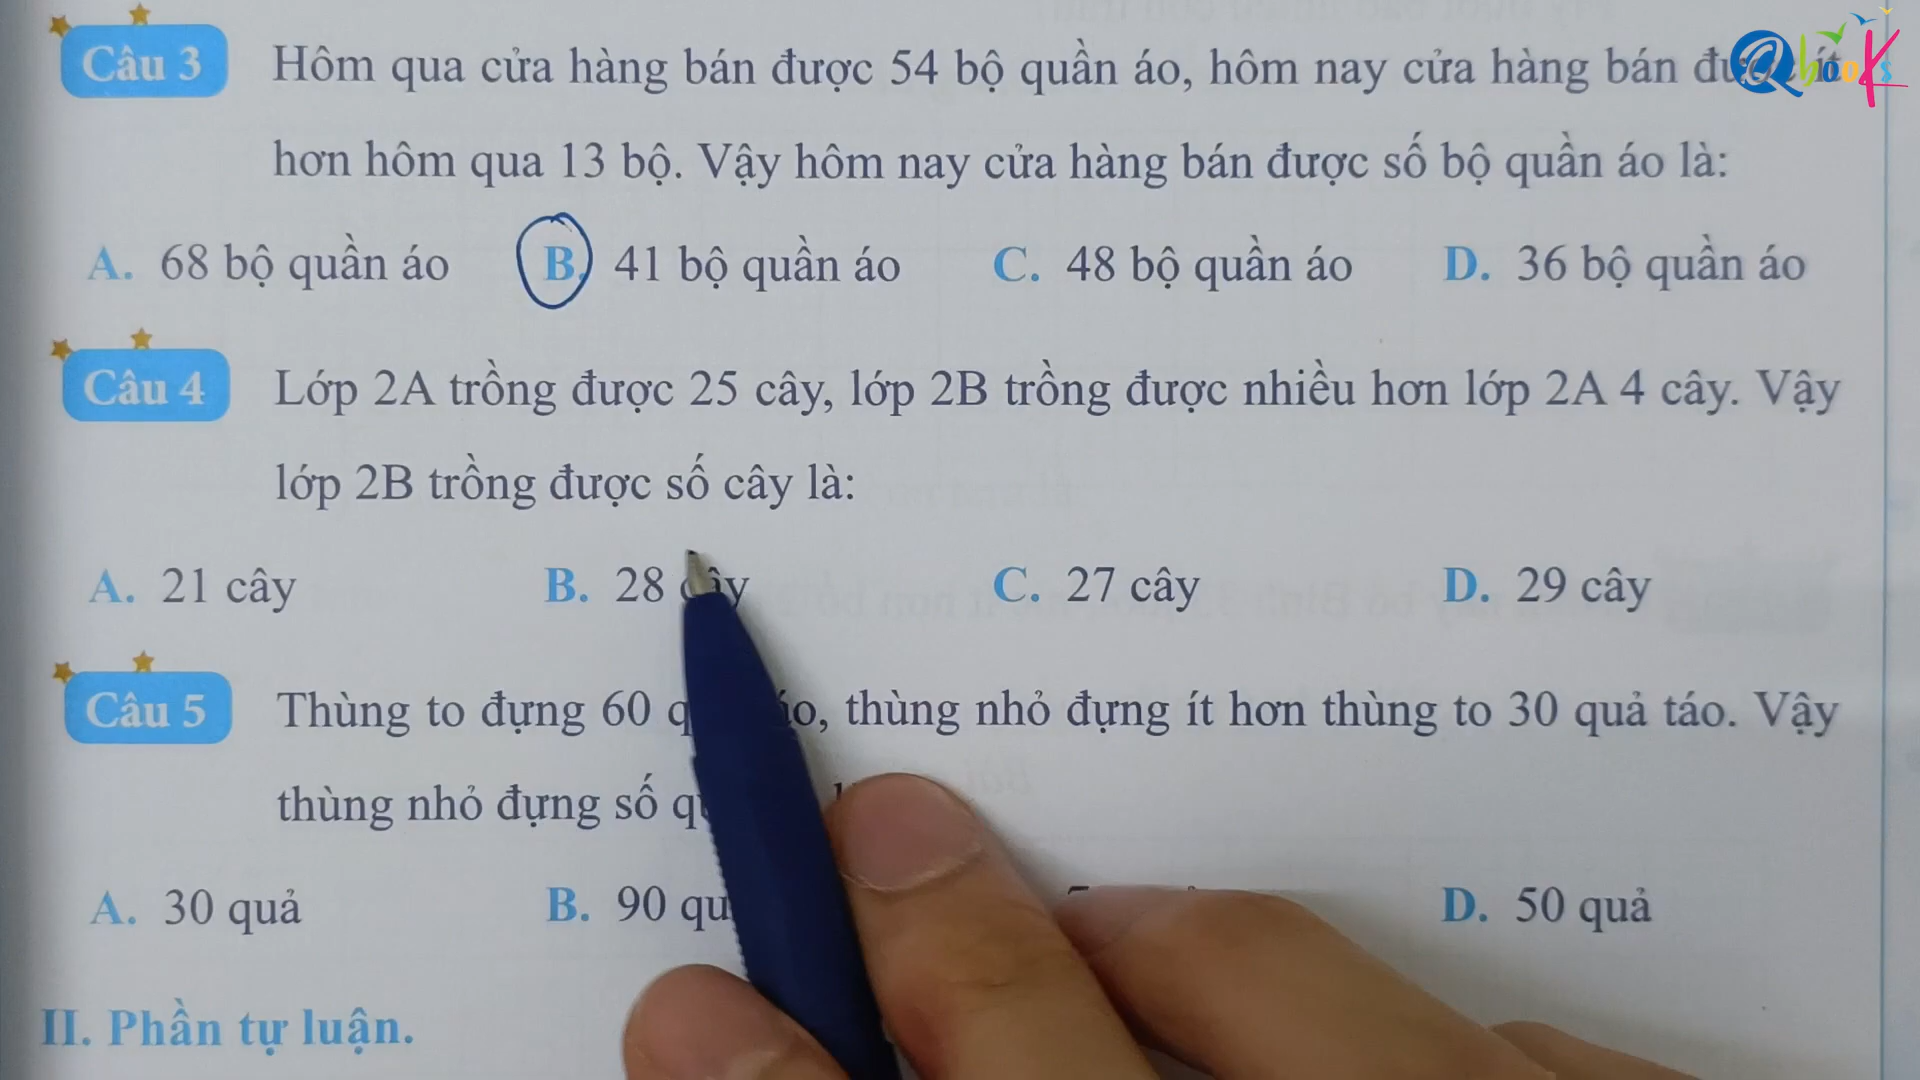 Qbooks
Câu 3 Hôm qua cửa hàng bán được 54 bộ quần áo, hôm nay cửa hàng bán
hơn hôm qua 13 bộ. Vậy hôm nay cửa hàng bán được số bộ quần áo là:
A. 68 bộ quần áo B. 41 bộ quần áo C. 48 bộ quần áo D. 36 bộ quần áo
Câu 4 Lớp 2A trồng được 25 cây, lớp 2B trồng được nhiều hơn lớp 2A 4 cây. Vậy
lớp 2B trồng được số cây là:
A. 21 cây B. 28 cây C. 27 cây D. 29 cây
Câu 5 Thùng to đựng 60 thùng nhỏ đựng ít hơn thùng to 30 quả táo. Vậy
thùng nhỏ đựng số
A. 30 quả B. 90 D. 50 quả
II. Phần tự luận.